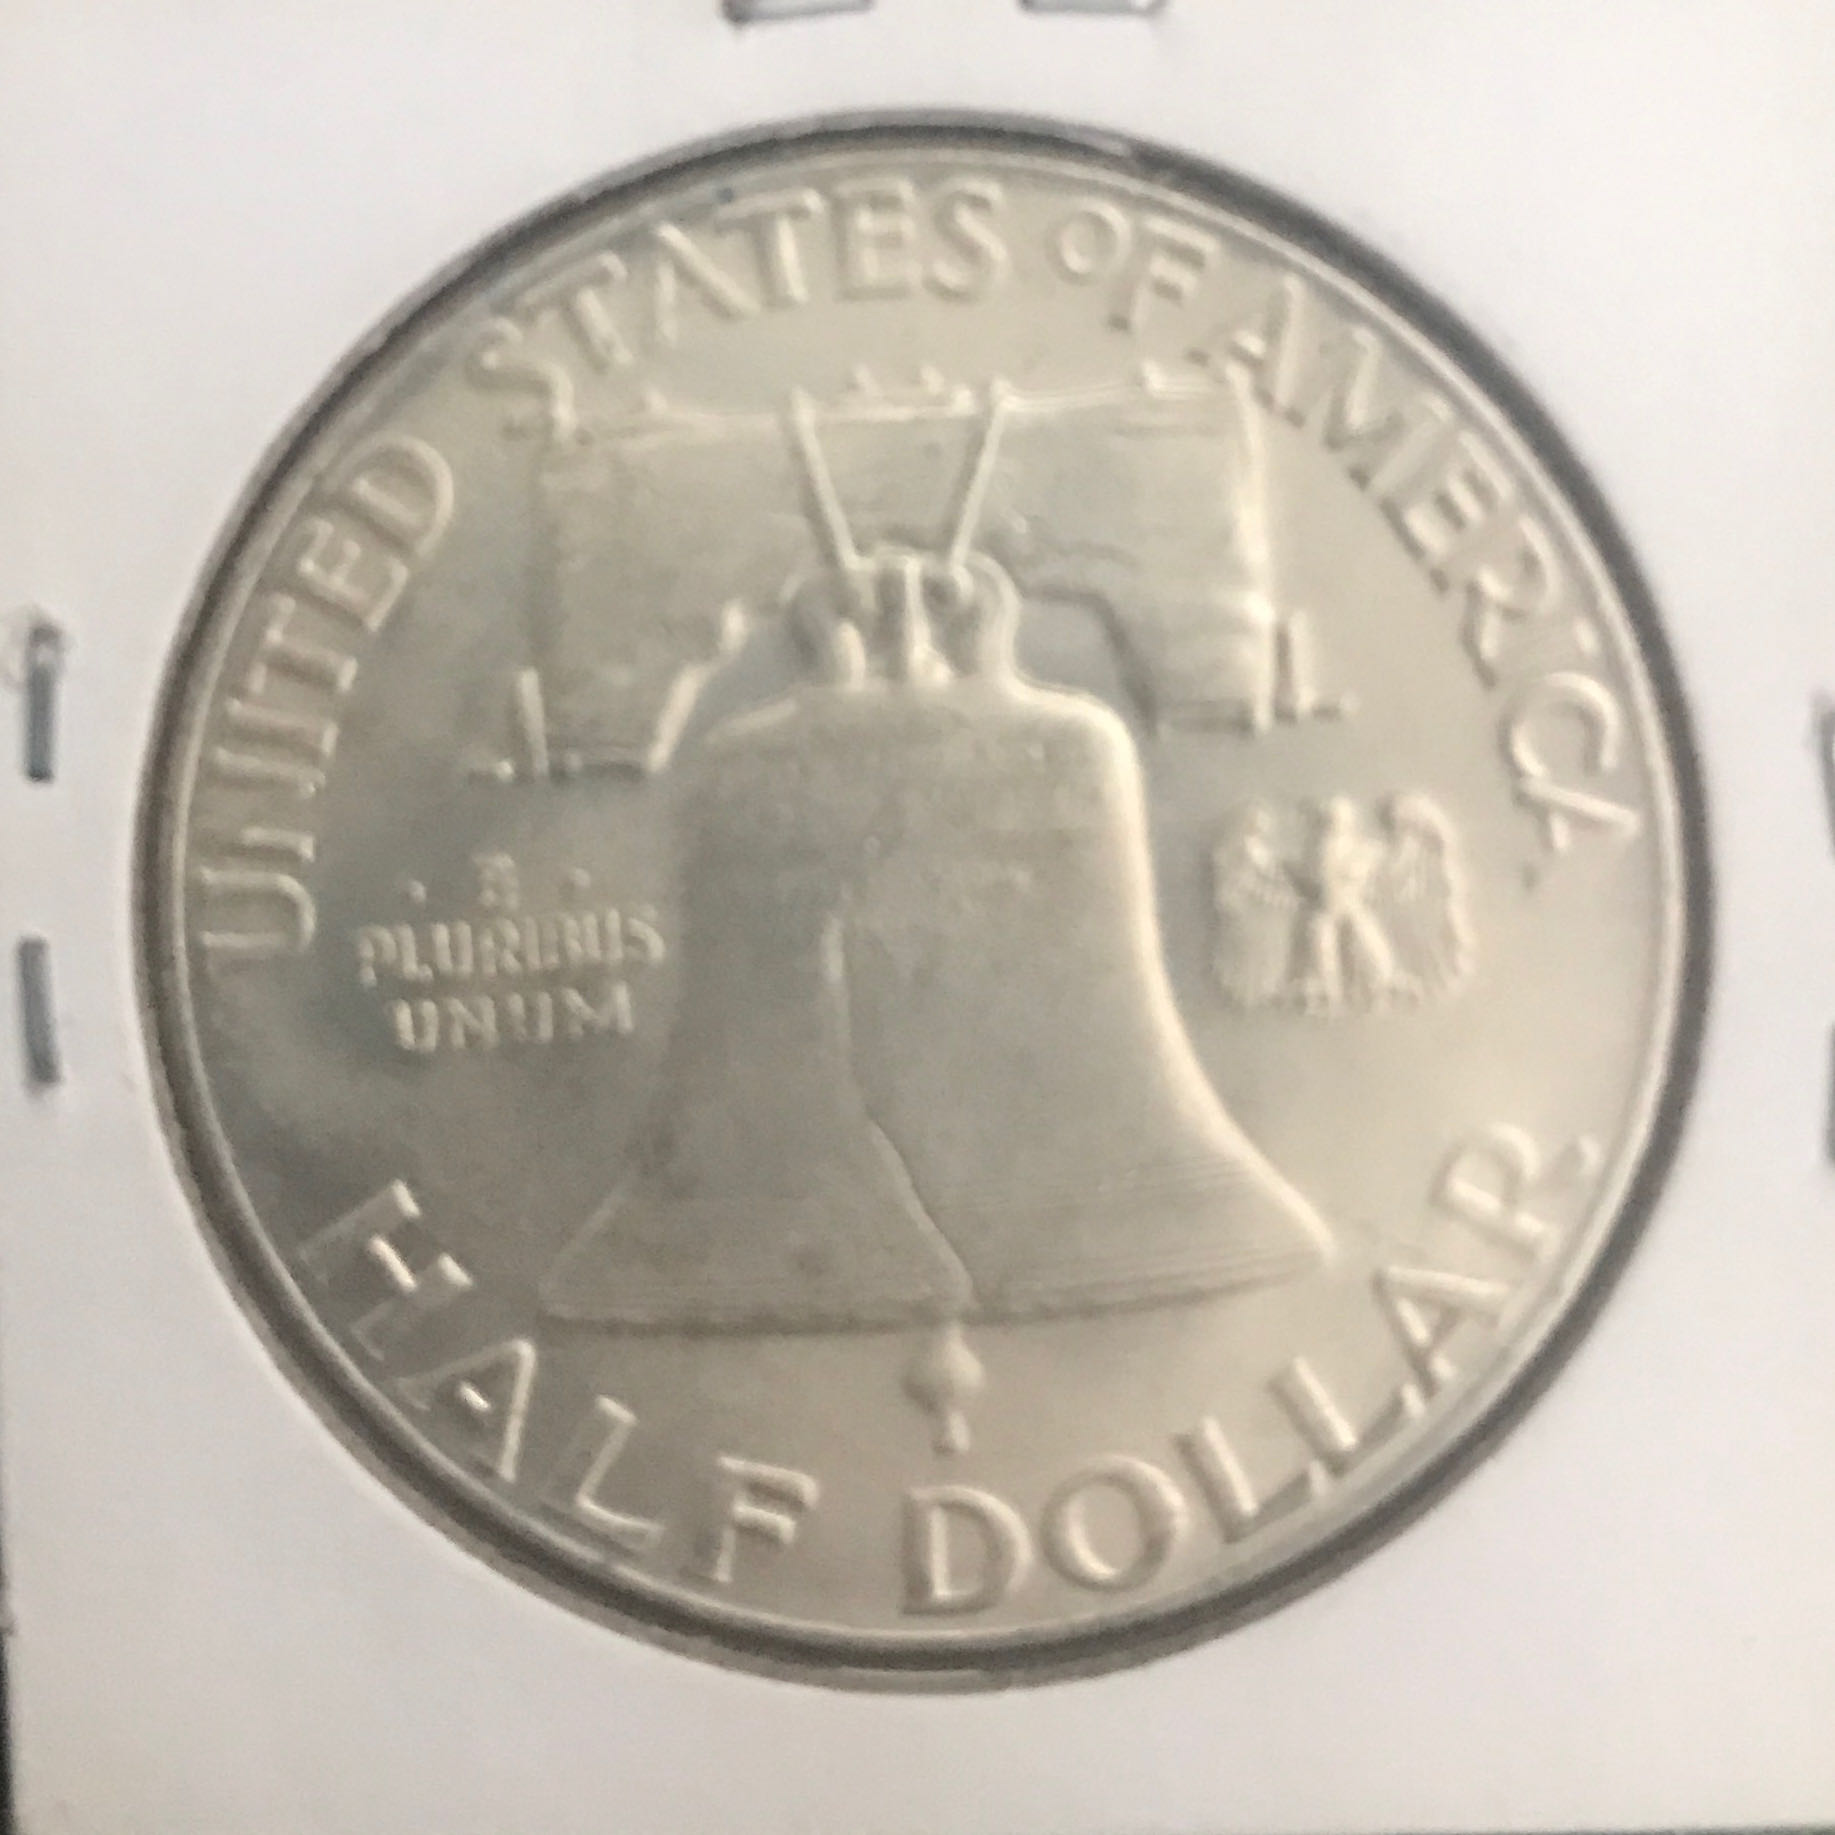 UNITED STATES OF AMERICA
· E ·
PLURIBUS
UNUM
HALF DOLLAR